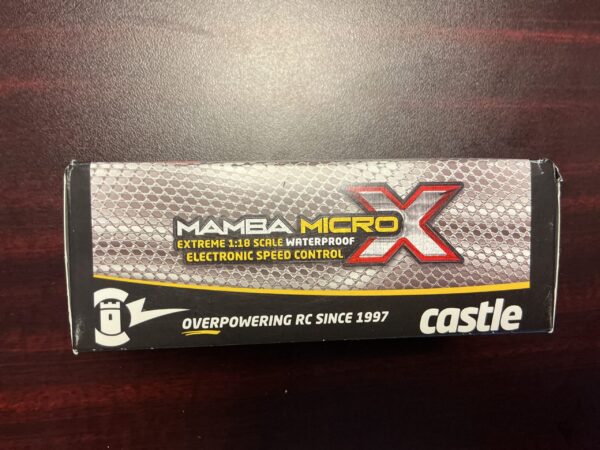 MAMBA MICRO X
EXTREME 1:18 SCALE WATERPROOF
ELECTRONIC SPEED CONTROL
OVERPOWERING RC SINCE 1997
castle